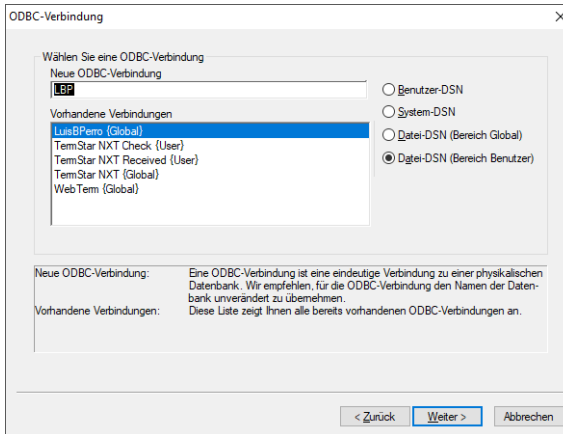 ODBC-Verbindung
Wählen Sie eine ODBC-Verbindung
Neue ODBC-Verbindung
LBP
Vorhandene Verbindungen
LuisBPerro {Global}
TermStar NXT Check {User}
TermStar NXT Received {User}
TermStar NXT {Global}
WebTerm {Global}
Benutzer-DSN
System-DSN
Datei-DSN (Bereich Global)
Datei-DSN (Bereich Benutzer)
Neue ODBC-Verbindung: Eine ODBC-Verbindung ist eine eindeutige Verbindung zu einer physikalischen
Datenbank. Wir empfehlen, für die ODBC-Verbindung den Namen der Daten-
bank unverändert zu übernehmen.
Vorhandene Verbindungen: Diese Liste zeigt Ihnen alle bereits vorhandenen ODBC-Verbindungen an.
< Zurück Weiter > Abbrechen